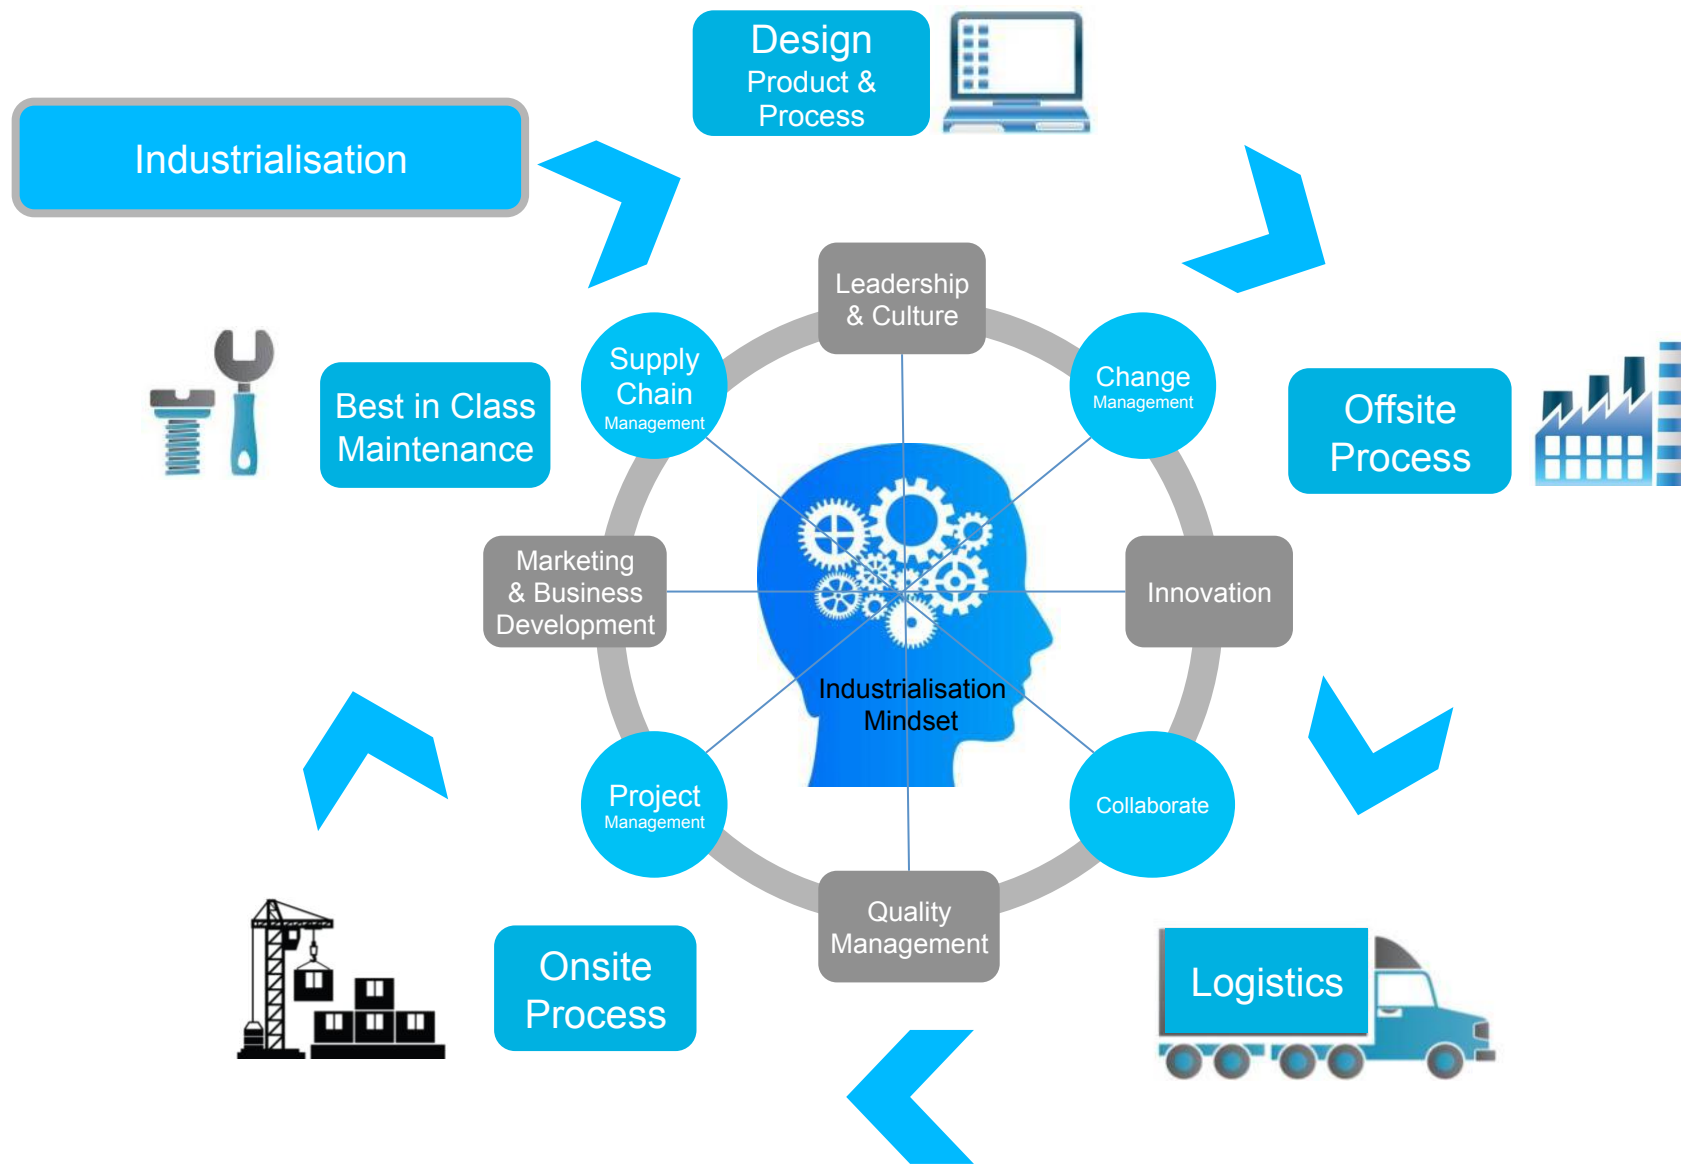 Design
Product &
Process
Industrialisation
Leadership
& Culture
Supply
Chain
Management
Change
Management
Best in Class
Maintenance
Offsite
Process
Marketing
& Business
Development
Innovation
Industrialisation
Mindset
Project
Management
Collaborate
Quality
Management
Onsite
Process
Logistics